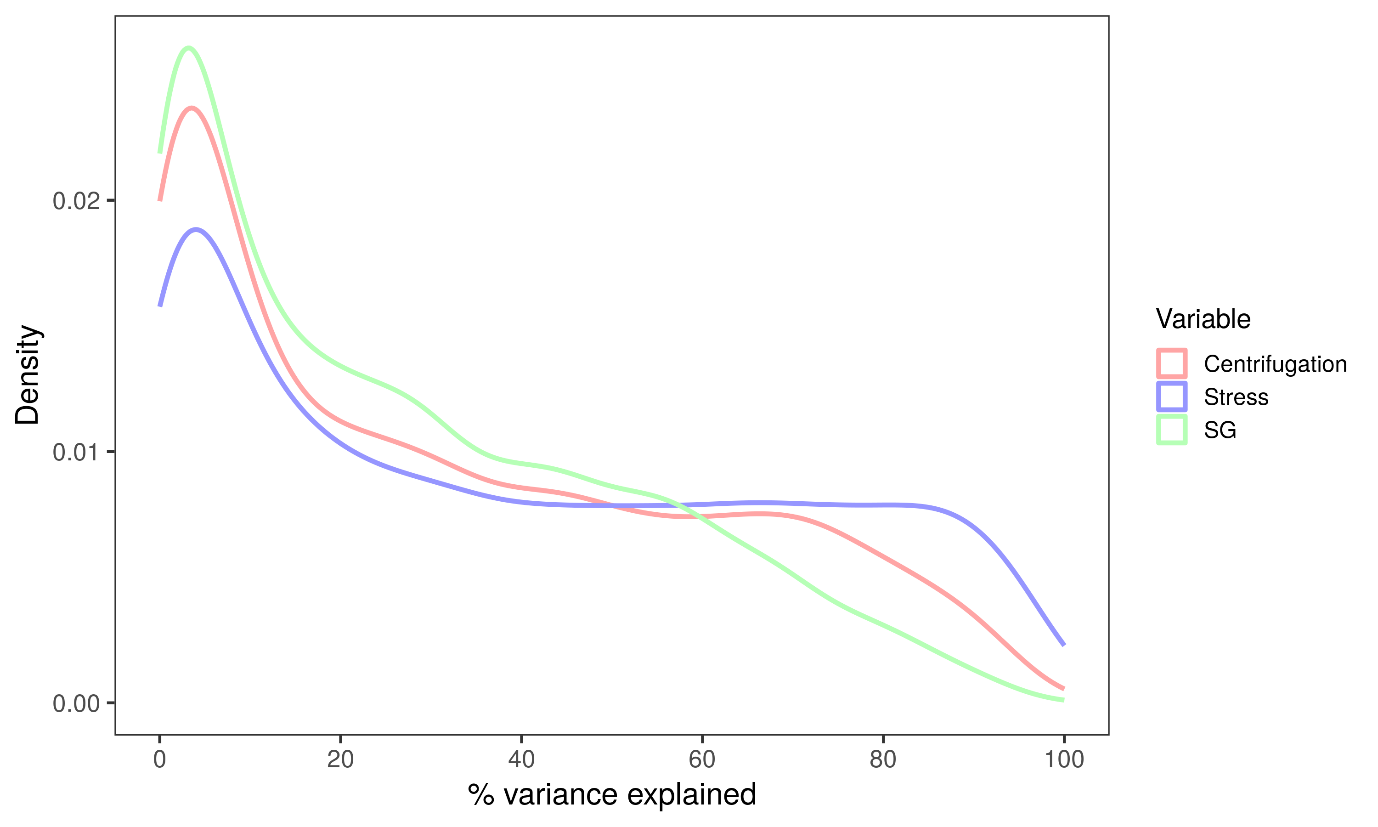 0.02
0.01
0.00
Density
0 20 40 60 80 100
% variance explained
Variable
Centrifugation
Stress
SG